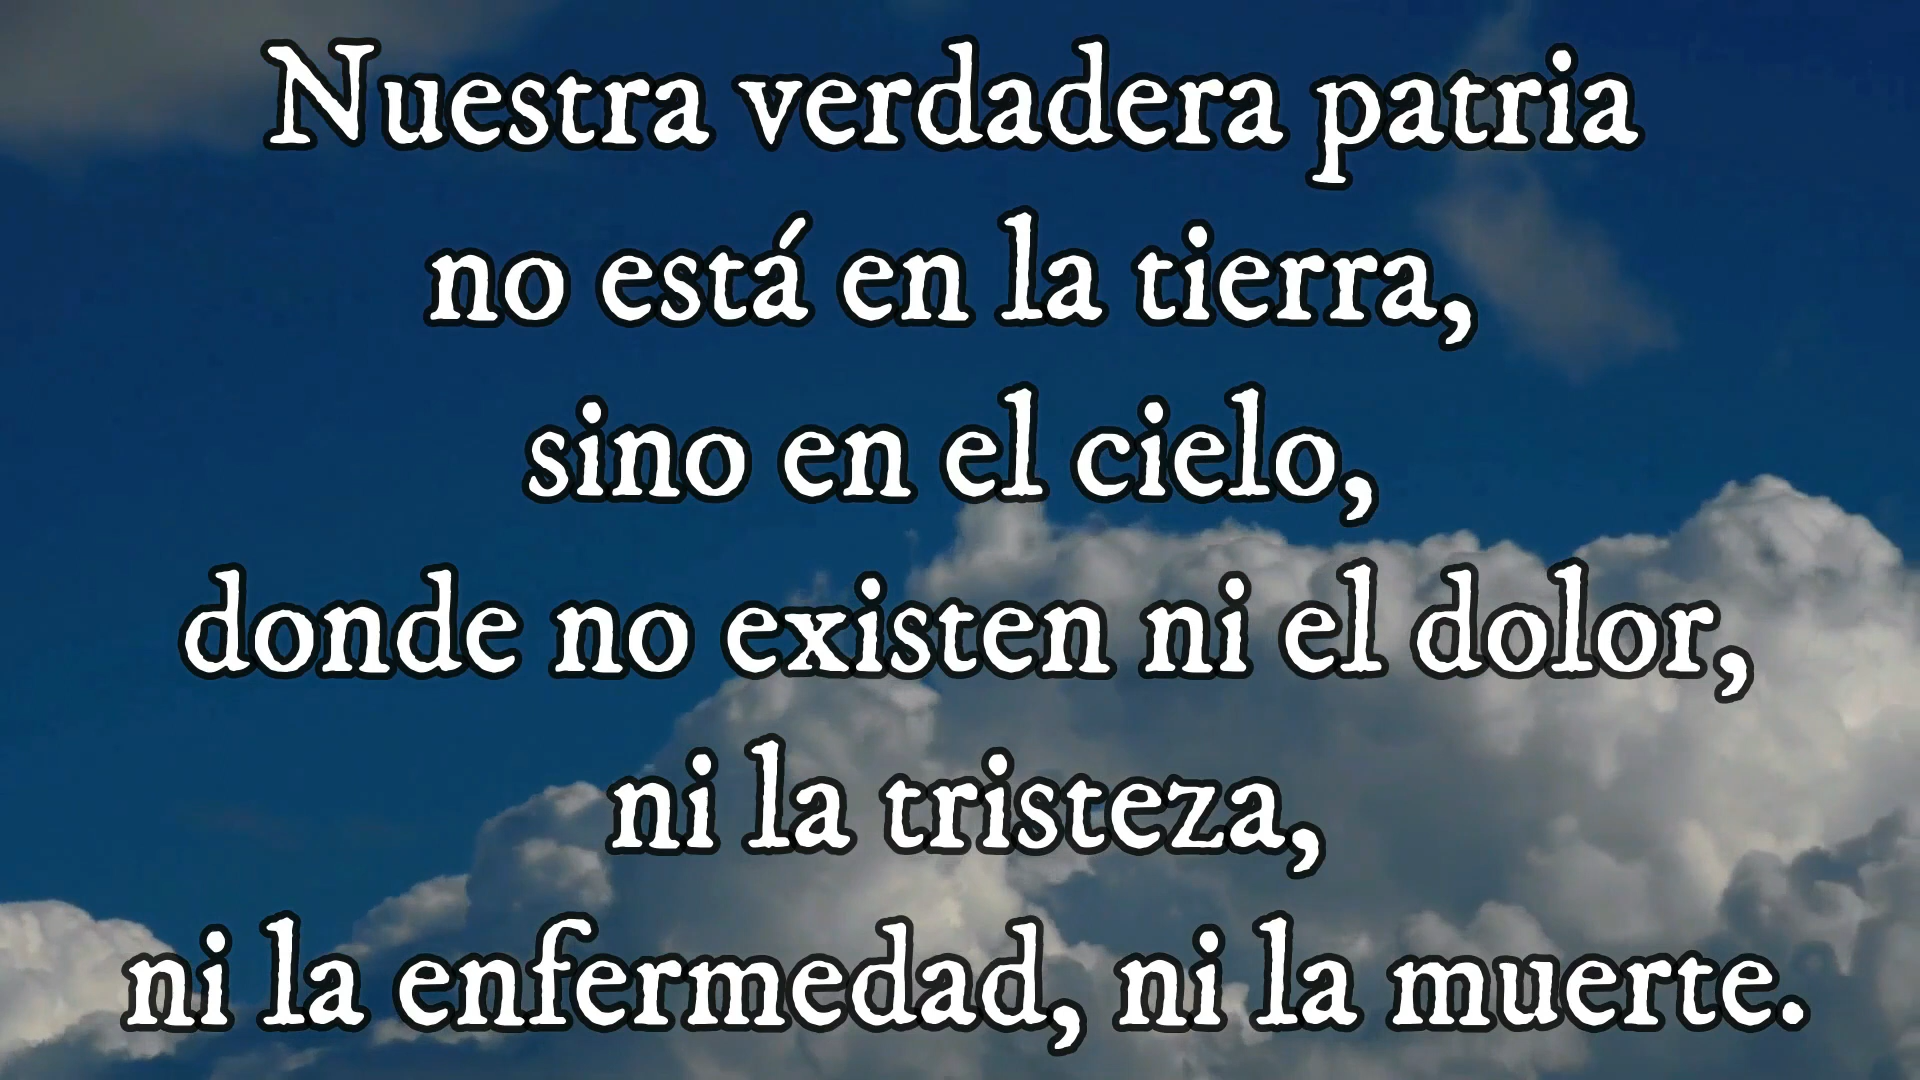 Nuestra verdadera patria
no está en la tierra,
sino en el cielo,
donde no existen ni el dolor,
ni la tristeza,
ni la enfermedad, ni la muerte.